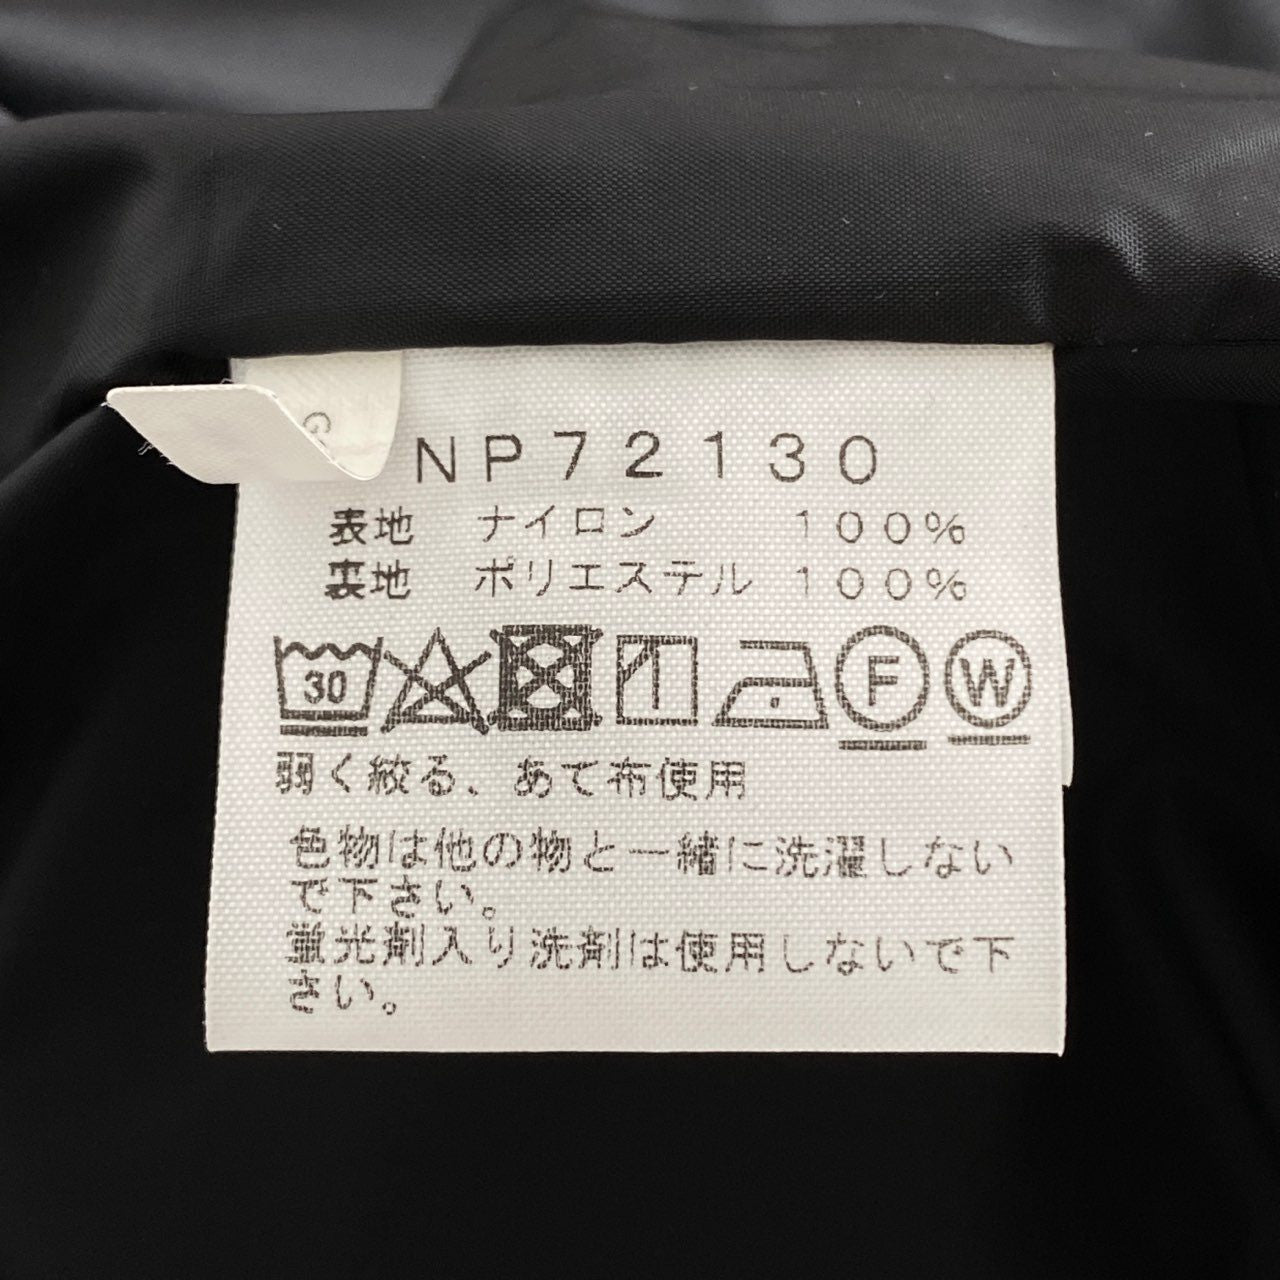 G
NP72130
表地 ナイロン 100%
裏地 ポリエステル 100%
30 F W
弱く絞る、あて布使用
色物は他の物と一緒に洗濯しない
で下さい。
蛍光剤入り洗剤は使用しないで下
さい。